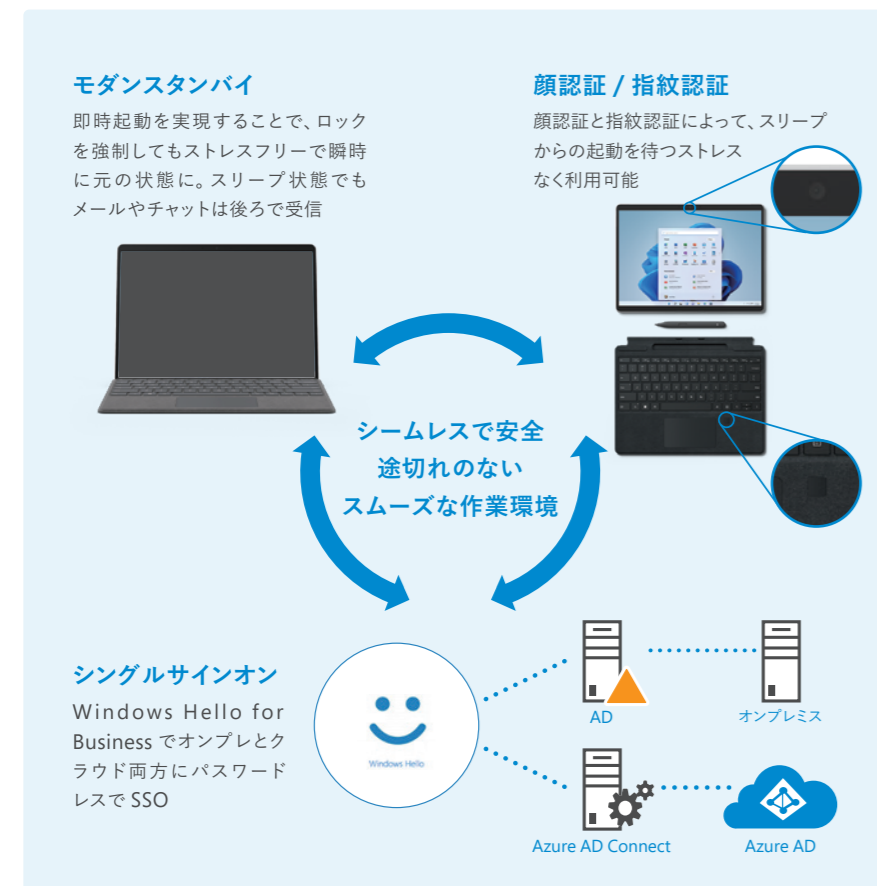 モダンスタンバイ
即時起動を実現することで、ロック
を強制してもストレスフリーで瞬時
に元の状態に。スリープ状態でも
メールやチャットは後ろで受信
顔認証 / 指紋認証
顔認証と指紋認証によって、スリープ
からの起動を待つストレス
なく利用可能
シームレスで安全
途切れのない
スムーズな作業環境
シングルサインオン
Windows Hello for
Business でオンプレとク
ラウド両方にパスワード
レスで SSO
Windows Hello
AD
オンプレミス
Azure AD Connect
Azure AD